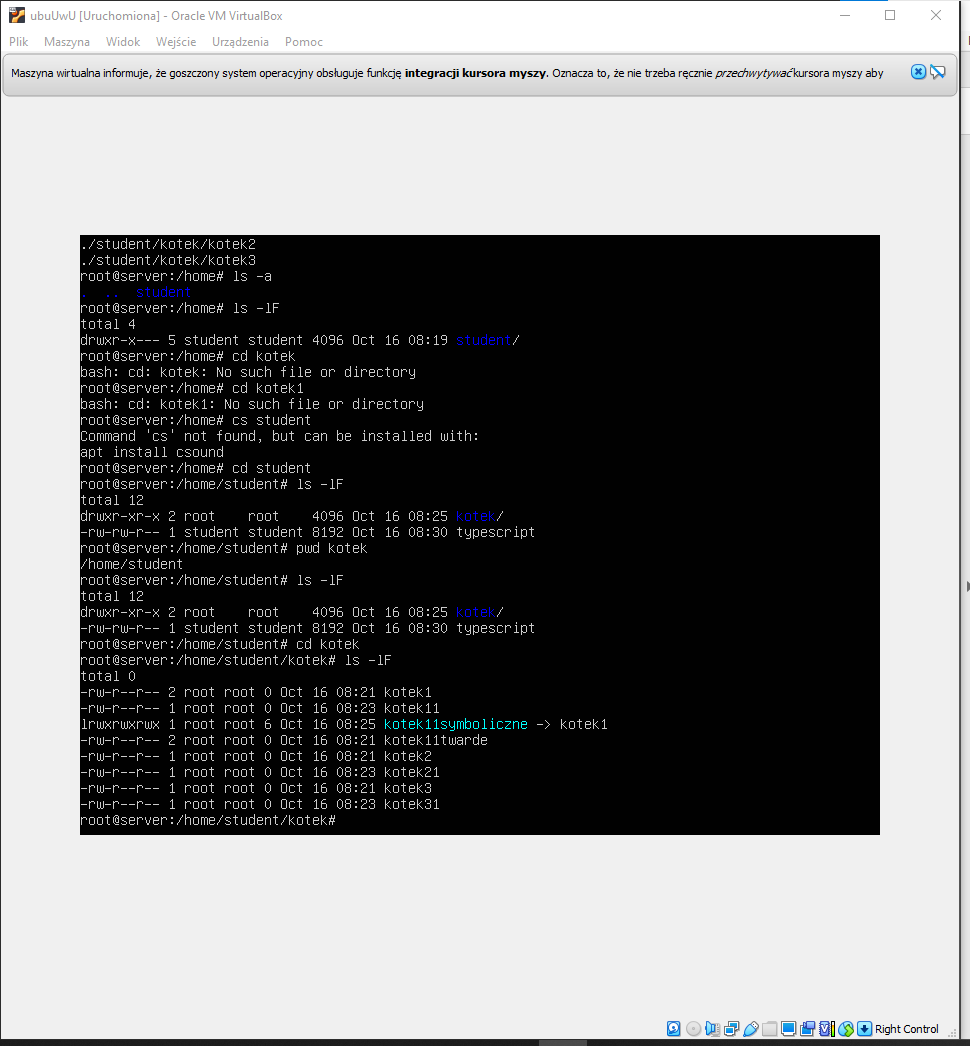 ubuUwU [Uruchomiona] - Oracle VM VirtualBox
Plik Maszyna Widok Wejście Urządzenia Pomoc
Maszyna wirtualna informuje, że goszczony system operacyjny obsługuje funkcję integracji kursora myszy. Oznacza to, że nie trzeba ręcznie przechwytywać kursora myszy aby
./student/kotek/kotek2
./student/kotek/kotek3
root@server:/home# ls -a
. .. student
root@server:/home# ls -lF
total 4
drwxr-x--- 5 student student 4096 Oct 16 08:19 student/
root@server:/home# cd kotek
bash: cd: kotek: No such file or directory
root@server:/home# cd kotek1
bash: cd: kotek1: No such file or directory
root@server:/home# cs student
Command 'cs' not found, but can be installed with:
apt install csound
root@server:/home# cd student
root@server:/home/student# ls -lF
total 12
drwxr-xr-x 2 root    root    4096 Oct 16 08:25 kotek/
-rw-rw-r-- 1 student student 8192 Oct 16 08:30 typescript
root@server:/home/student# pwd kotek
/home/student
root@server:/home/student# ls -lF
total 12
drwxr-xr-x 2 root    root    4096 Oct 16 08:25 kotek/
-rw-rw-r-- 1 student student 8192 Oct 16 08:30 typescript
root@server:/home/student# cd kotek
root@server:/home/student/kotek# ls -lF
total 0
-rw-r--r-- 2 root root 0 Oct 16 08:21 kotek1
-rw-r--r-- 1 root root 0 Oct 16 08:23 kotek11
lrwxrwxrwx 1 root root 6 Oct 16 08:25 kotek11symboliczne -> kotek1
-rw-r--r-- 2 root root 0 Oct 16 08:21 kotek11twarde
-rw-r--r-- 1 root root 0 Oct 16 08:21 kotek2
-rw-r--r-- 1 root root 0 Oct 16 08:23 kotek21
-rw-r--r-- 1 root root 0 Oct 16 08:21 kotek3
-rw-r--r-- 1 root root 0 Oct 16 08:23 kotek31
root@server:/home/student/kotek#
Right Control